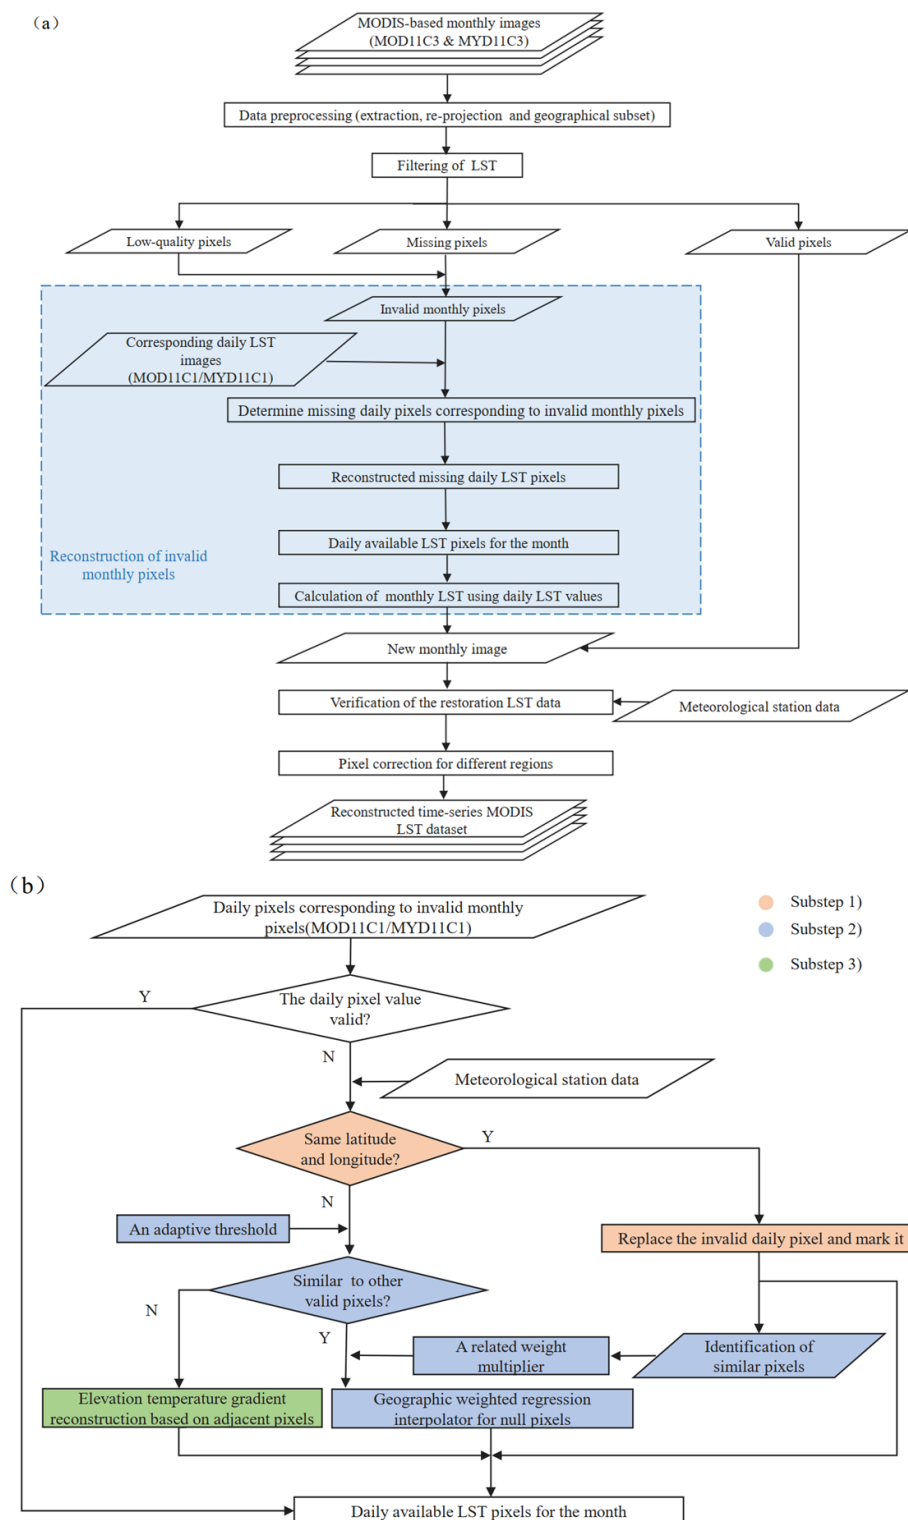 (a)
MODIS-based monthly images
(MOD11C3 & MYD11C3)
Data preprocessing (extraction, re-projection and geographical subset)
Filtering of LST
Low-quality pixels
Missing pixels
Valid pixels
Invalid monthly pixels
Corresponding daily LST
images
(MOD11C1/MYD11C1)
Determine missing daily pixels corresponding to invalid monthly pixels
Reconstructed missing daily LST pixels
Daily available LST pixels for the month
Reconstruction of invalid
monthly pixels
Calculation of monthly LST using daily LST values
New monthly image
Verification of the restoration LST data
Meteorological station data
Pixel correction for different regions
Reconstructed time-series MODIS
LST dataset
(b)
Daily pixels corresponding to invalid monthly
pixels(MOD11C1/MYD11C1)
Substep 1)
Substep 2)
Substep 3)
Y
The daily pixel value
valid?
N
Meteorological station data
Same latitude
and longitude?
Y
N
An adaptive threshold
Replace the invalid daily pixel and mark it
Similar to other
valid pixels?
N
Y
A related weight
multiplier
Identification of
similar pixels
Elevation temperature gradient
reconstruction based on adjacent pixels
Geographic weighted regression
interpolator for null pixels
Daily available LST pixels for the month